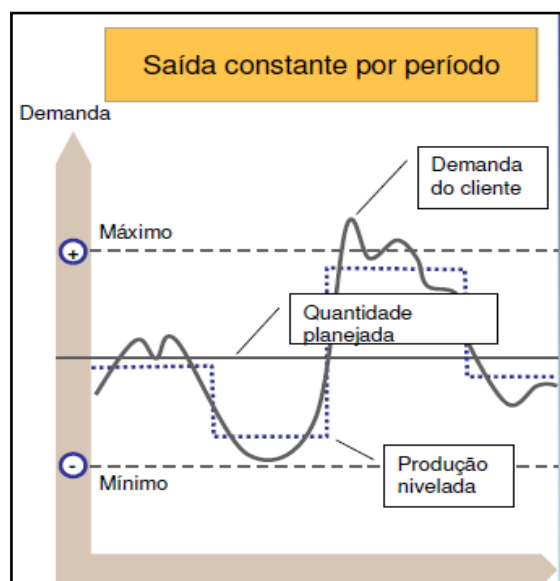 Saída constante por período
Demanda
Demanda
do cliente
Máximo
+
Quantidade
planejada
Produção
nivelada
-
Mínimo